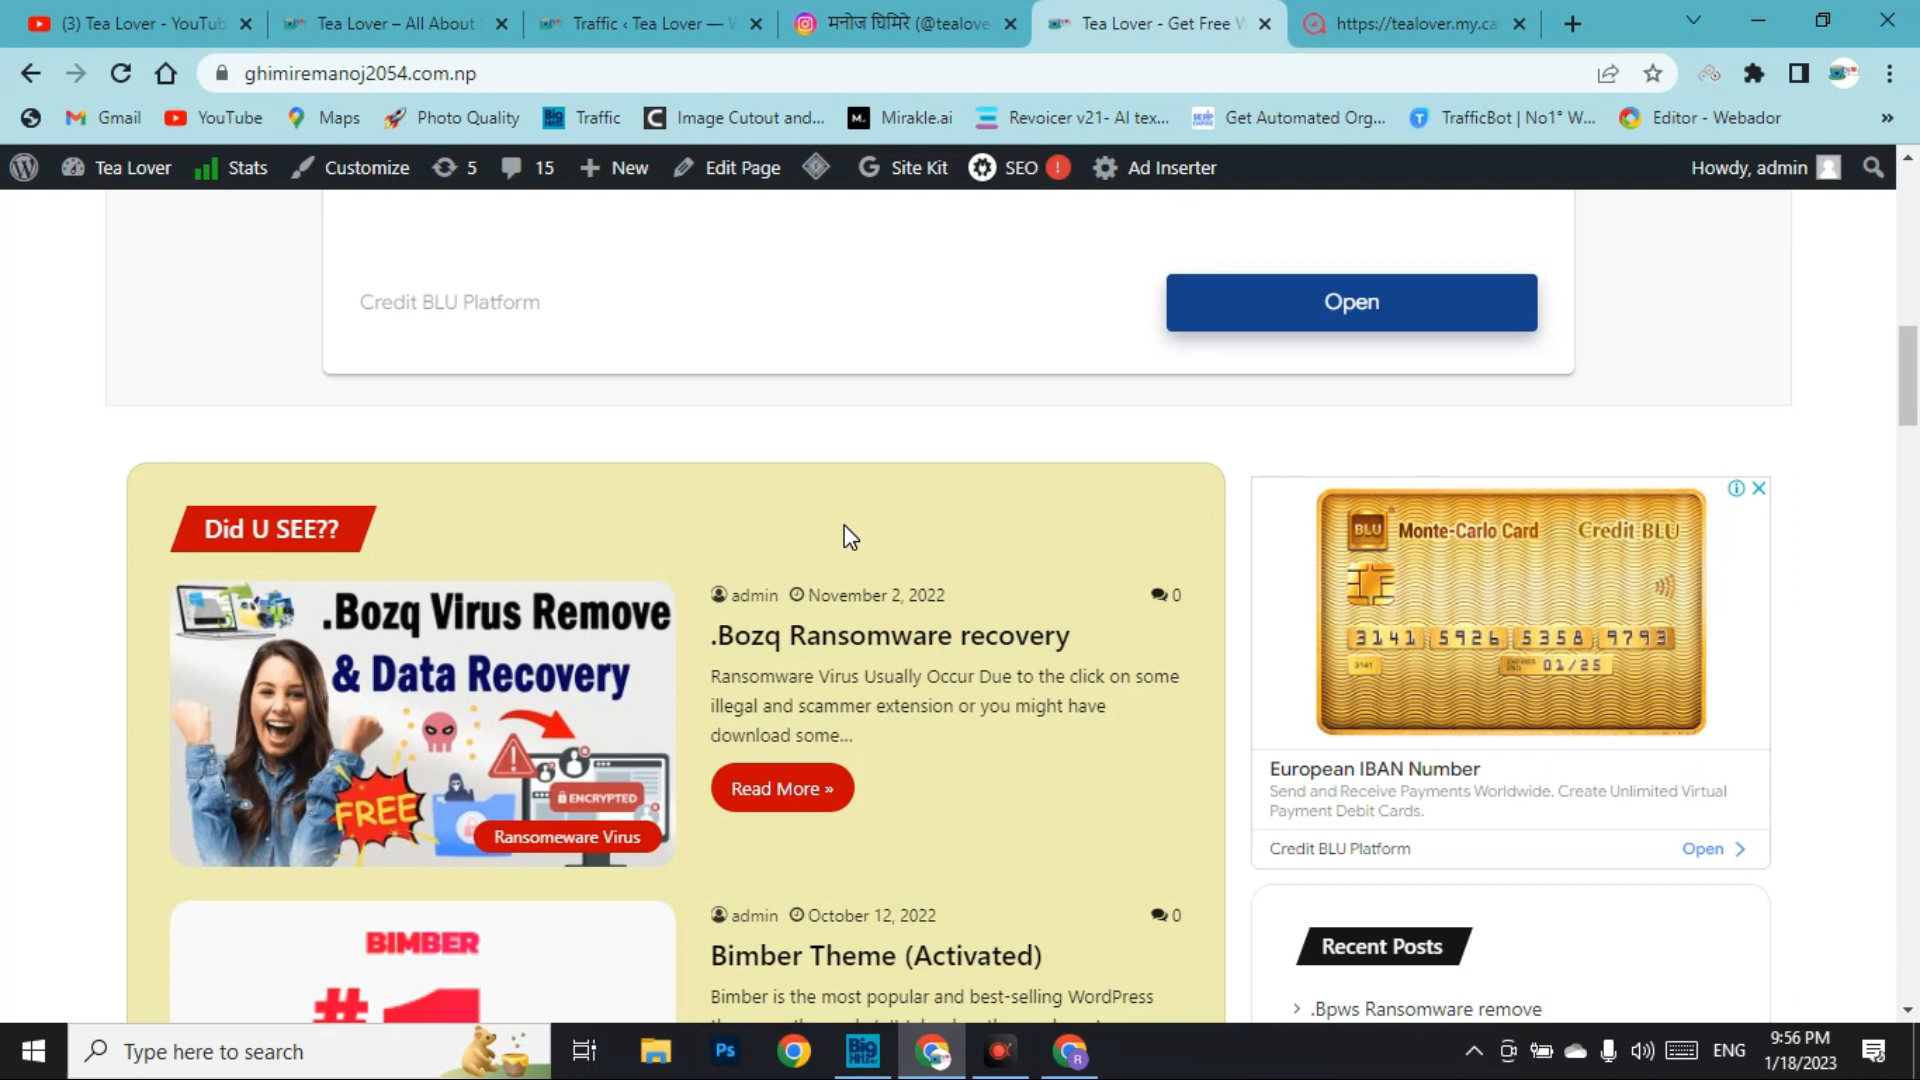 (3) Tea Lover - YouTub
Tea Lover – All About
Traffic ‹ Tea Lover —
मनोज घिमिरे (@tealove
Tea Lover - Get Free W
https://tealover.my.ca
ghimiremanoj2054.com.np
Gmail
YouTube
Maps
Photo Quality
Traffic
Image Cutout and...
Mirakle.ai
Revoicer v21- AI tex...
Get Automated Org...
TrafficBot | No1° W...
Editor - Webador
»
Tea Lover
Stats
Customize
5
15
New
Edit Page
Site Kit
SEO
!
Ad Inserter
Howdy, admin
Credit BLU Platform
Open
Did U SEE??
.Bozq Virus Remove
& Data Recovery
FREE
ENCRYPTED
Ransomeware Virus
admin November 2, 2022 0
.Bozq Ransomware recovery
Ransomware Virus Usually Occur Due to the click on some
illegal and scammer extension or you might have
download some...
Read More »
BIMBER
#1
admin October 12, 2022 0
Bimber Theme (Activated)
Bimber is the most popular and best-selling WordPress
BLU
Monte-Carlo Card
Credit BLU
3141 5926 5358 9793
3141
01/25
European IBAN Number
Send and Receive Payments Worldwide. Create Unlimited Virtual
Payment Debit Cards.
Credit BLU Platform
Open
Recent Posts
.Bpws Ransomware remove
Type here to search
Ps
Big
Hits
R
ENG
9:56 PM
1/18/2023